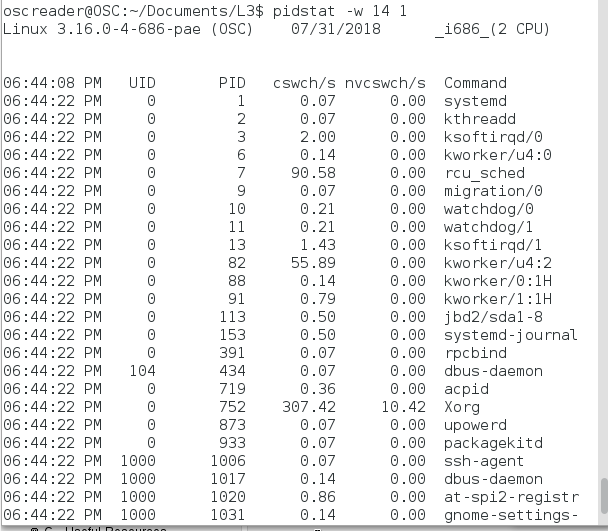 oscreader@OSC:~/Documents/L3$ pidstat -w 14 1
Linux 3.16.0-4-686-pae (OSC) 07/31/2018 _i686_(2 CPU)
06:44:08 PM UID PID cswch/s nvcswch/s Command
06:44:22 PM 0 1 0.07 0.00 systemd
06:44:22 PM 0 2 0.07 0.00 kthreadd
06:44:22 PM 0 3 2.00 0.00 ksoftirqd/0
06:44:22 PM 0 6 0.14 0.00 kworker/u4:0
06:44:22 PM 0 7 90.58 0.00 rcu_sched
06:44:22 PM 0 9 0.07 0.00 migration/0
06:44:22 PM 0 10 0.21 0.00 watchdog/0
06:44:22 PM 0 11 0.21 0.00 watchdog/1
06:44:22 PM 0 13 1.43 0.00 ksoftirqd/1
06:44:22 PM 0 82 55.89 0.00 kworker/u4:2
06:44:22 PM 0 88 0.14 0.00 kworker/0:1H
06:44:22 PM 0 91 0.79 0.00 kworker/1:1H
06:44:22 PM 0 113 0.50 0.00 jbd2/sda1-8
06:44:22 PM 0 153 0.50 0.00 systemd-journal
06:44:22 PM 0 391 0.07 0.00 rpcbind
06:44:22 PM 104 434 0.07 0.00 dbus-daemon
06:44:22 PM 0 719 0.36 0.00 acpid
06:44:22 PM 0 752 307.42 10.42 Xorg
06:44:22 PM 0 873 0.07 0.00 upowerd
06:44:22 PM 0 933 0.07 0.00 packagekitd
06:44:22 PM 1000 1006 0.07 0.00 ssh-agent
06:44:22 PM 1000 1017 0.14 0.00 dbus-daemon
06:44:22 PM 1000 1020 0.86 0.00 at-spi2-registr
06:44:22 PM 1000 1031 0.14 0.00 gnome-settings-